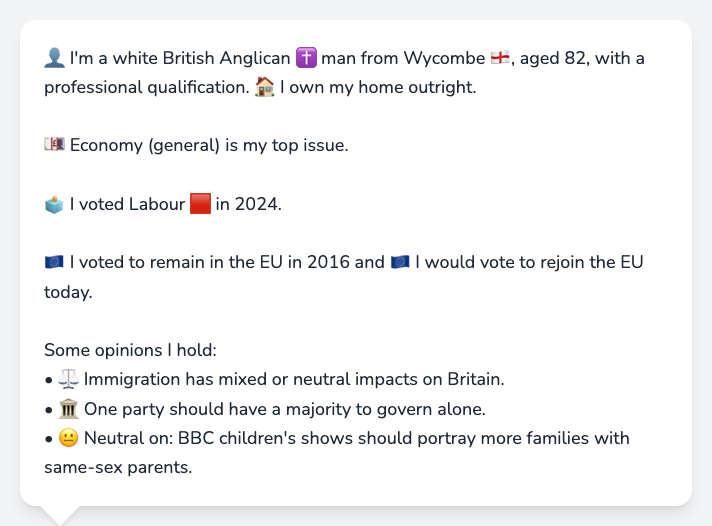 👤 I'm a white British Anglican ✝️ man from Wycombe 🏴󠁧󠁢󠁥󠁮󠁧󠁿, aged 82, with a
professional qualification. 🏠 I own my home outright.
💷 Economy (general) is my top issue.
🗳️ I voted Labour 🟥 in 2024.
🇪🇺 I voted to remain in the EU in 2016 and 🇪🇺 I would vote to rejoin the EU
today.
Some opinions I hold:
• ⚖️ Immigration has mixed or neutral impacts on Britain.
• 🏛️ One party should have a majority to govern alone.
• 😐 Neutral on: BBC children's shows should portray more families with
same-sex parents.